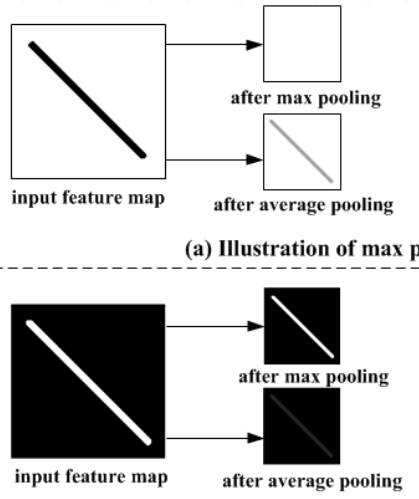 after max pooling
input feature map
after average pooling
(a) Illustration of max p
after max pooling
input feature map
after average pooling